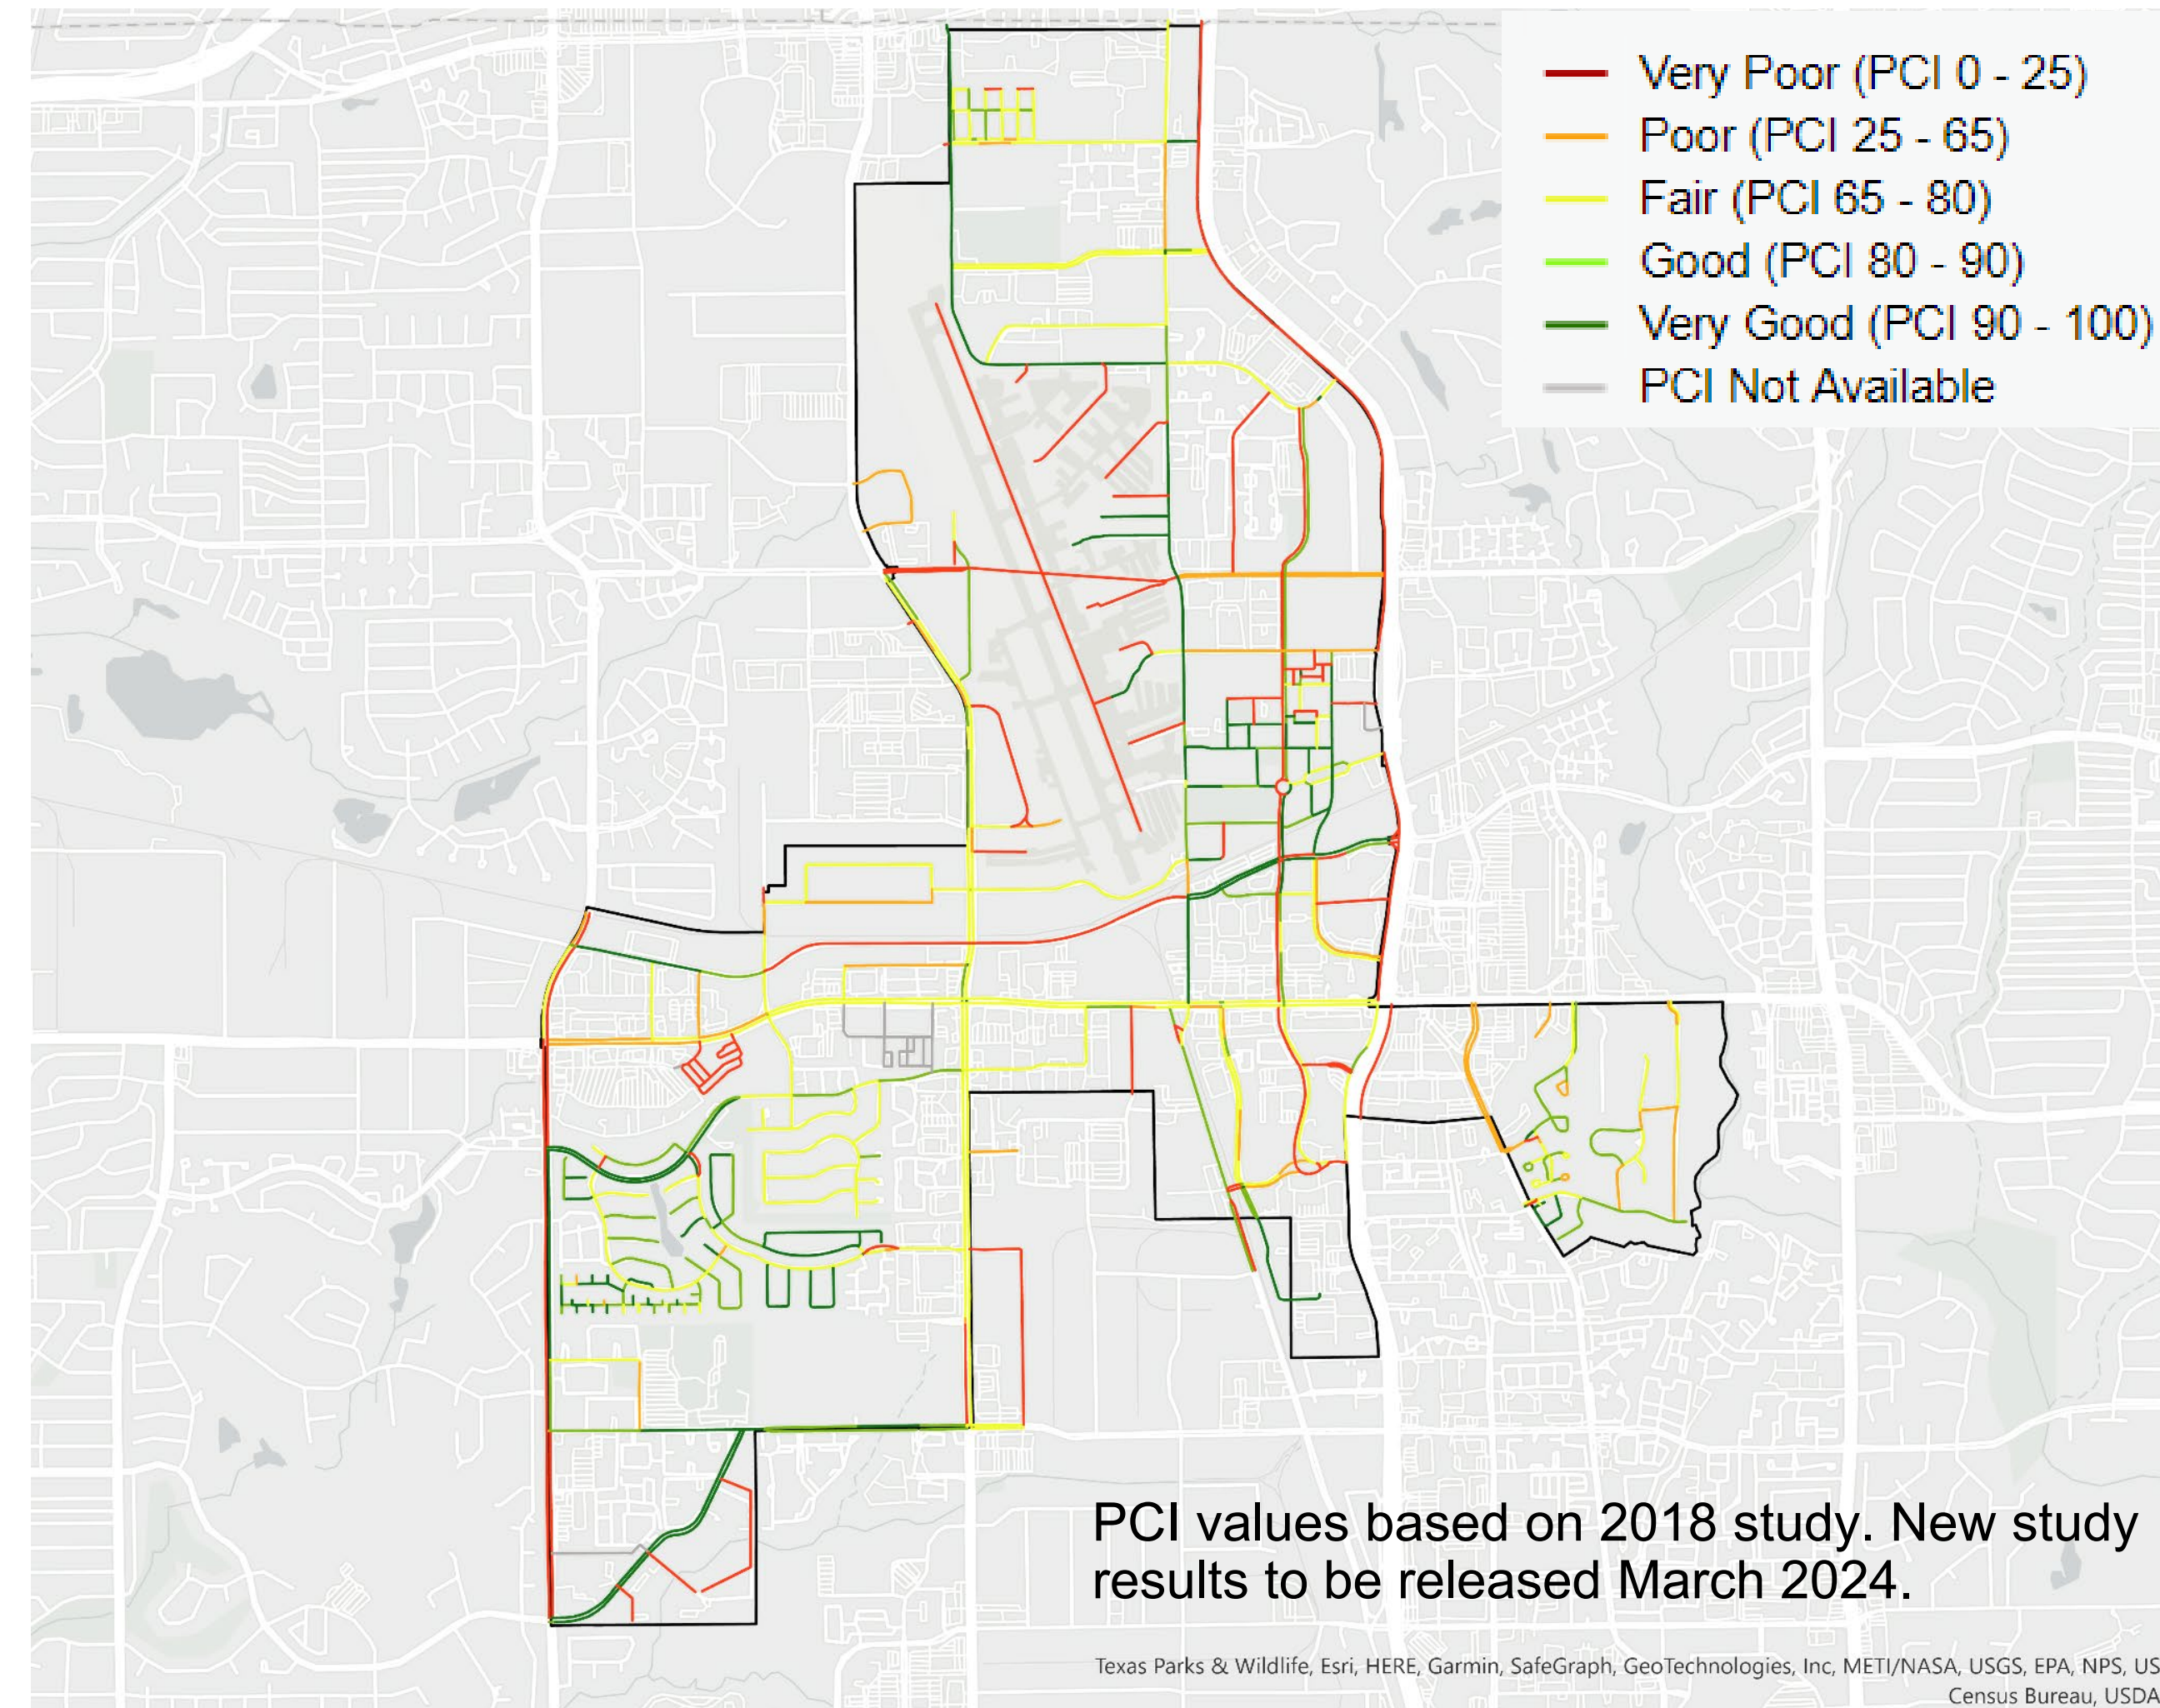 Very Poor (PCI 0 - 25)
Poor (PCI 25 - 65)
Fair (PCI 65 - 80)
Good (PCI 80 - 90)
Very Good (PCI 90 - 100)
PCI Not Available
PCI values based on 2018 study. New study
results to be released March 2024.
Texas Parks & Wildlife, Esri, HERE, Garmin, SafeGraph, GeoTechnologies, Inc, METI/NASA, USGS, EPA, NPS, US
Census Bureau, USDA